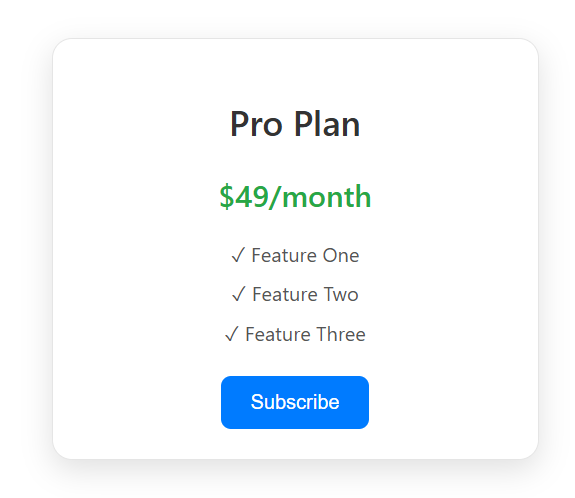 Pro Plan
$49/month
✓ Feature One
✓ Feature Two
✓ Feature Three
Subscribe